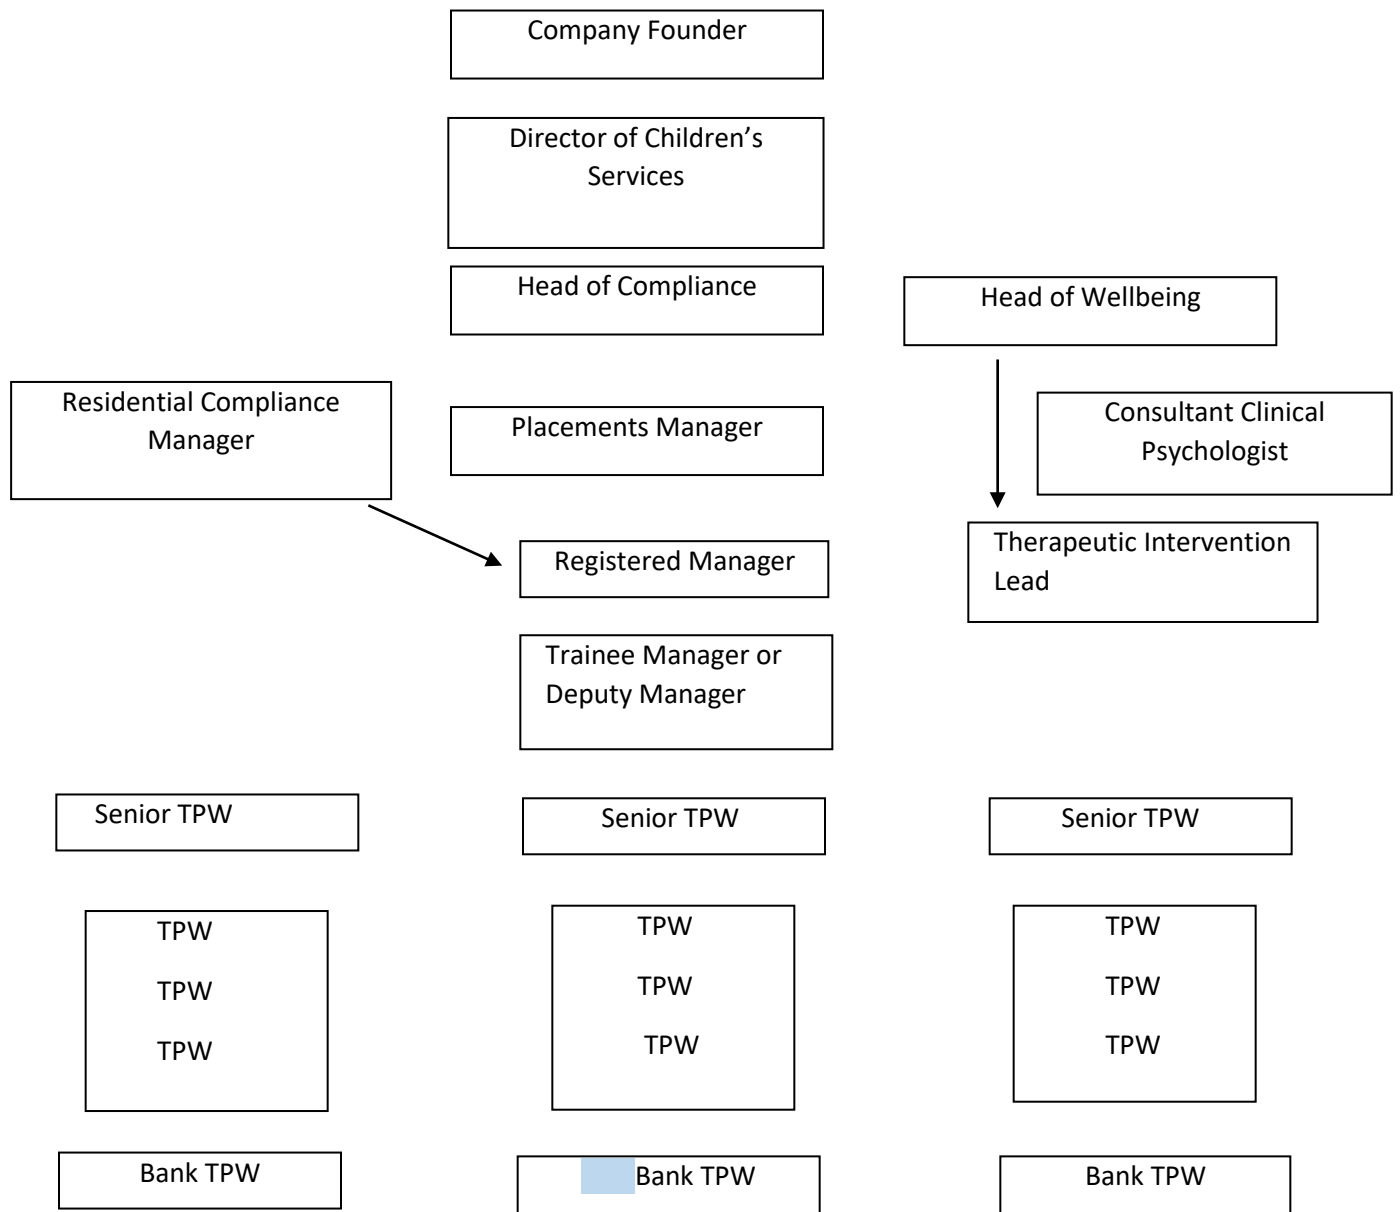 Company Founder
Director of Children’s
Services
Head of Compliance
Head of Wellbeing
Residential Compliance
Manager
Placements Manager
Consultant Clinical
Psychologist
Registered Manager
Therapeutic Intervention
Lead
Trainee Manager or
Deputy Manager
Senior TPW
Senior TPW
Senior TPW
TPW
TPW
TPW
TPW
TPW
TPW
TPW
TPW
TPW
Bank TPW
Bank TPW
Bank TPW